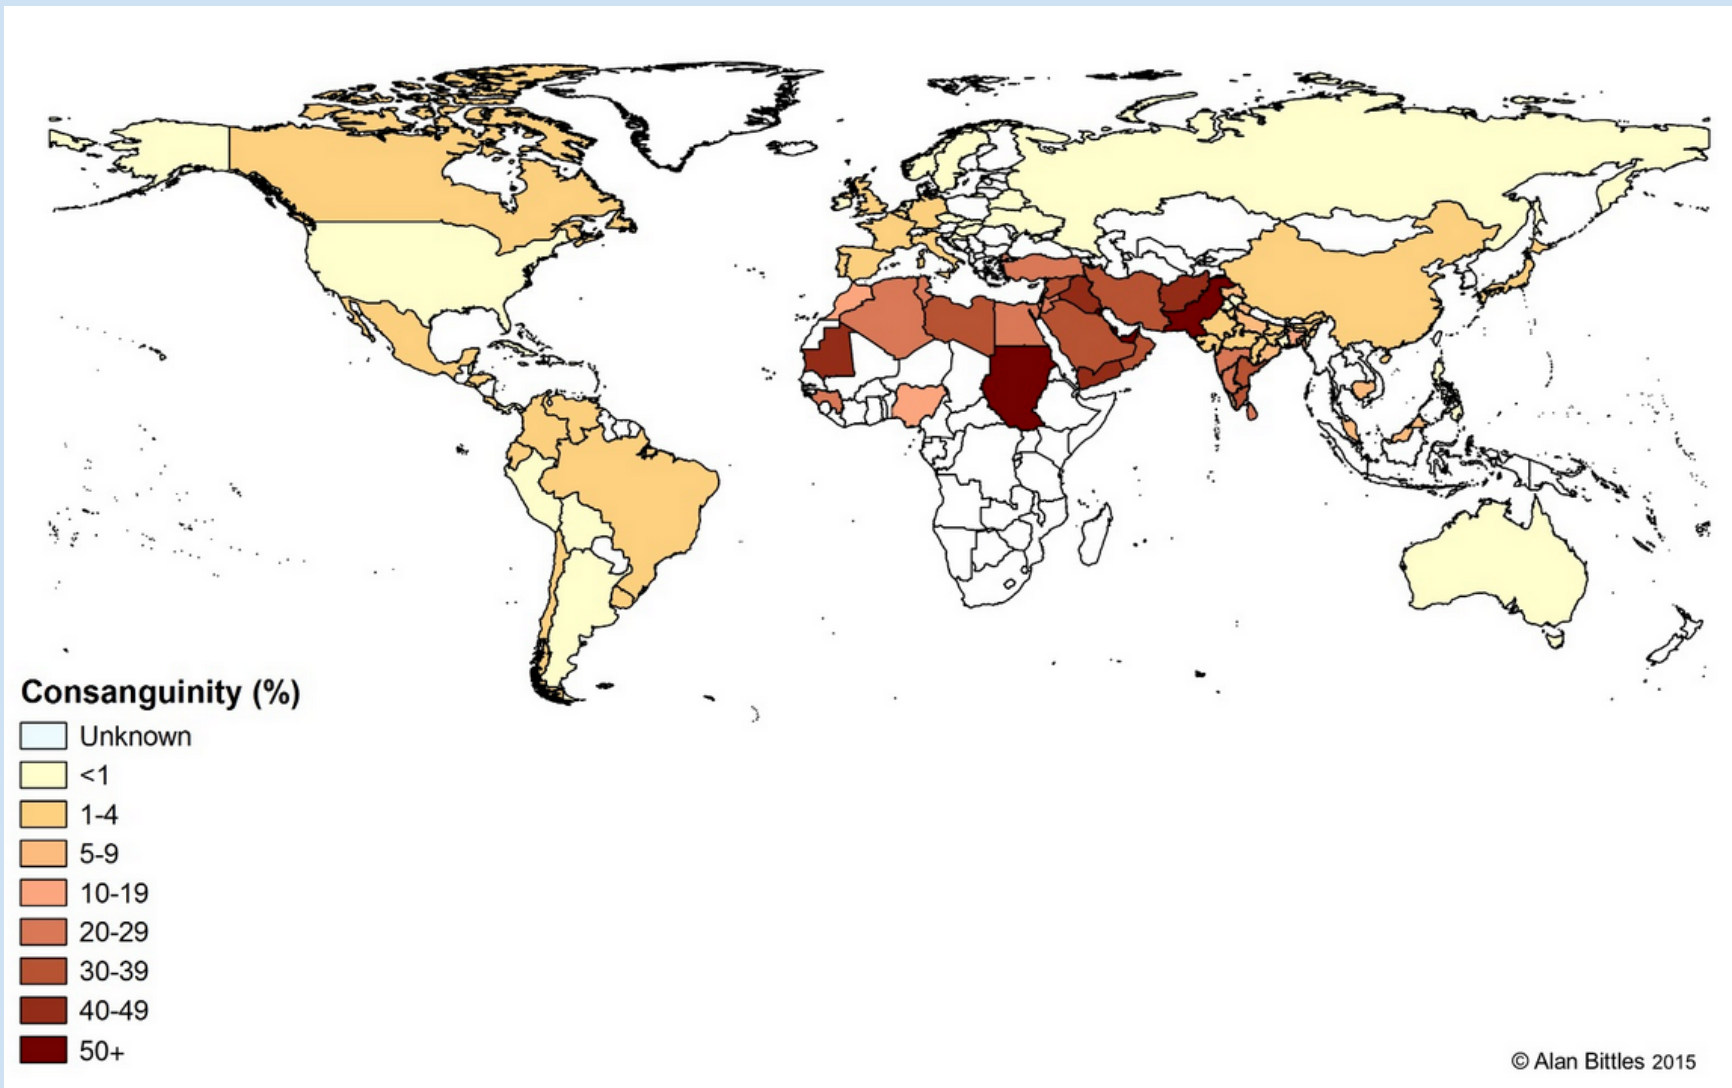 Consanguinity (%)
Unknown
<1
1-4
5-9
10-19
20-29
30-39
40-49
50+
© Alan Bittles 2015